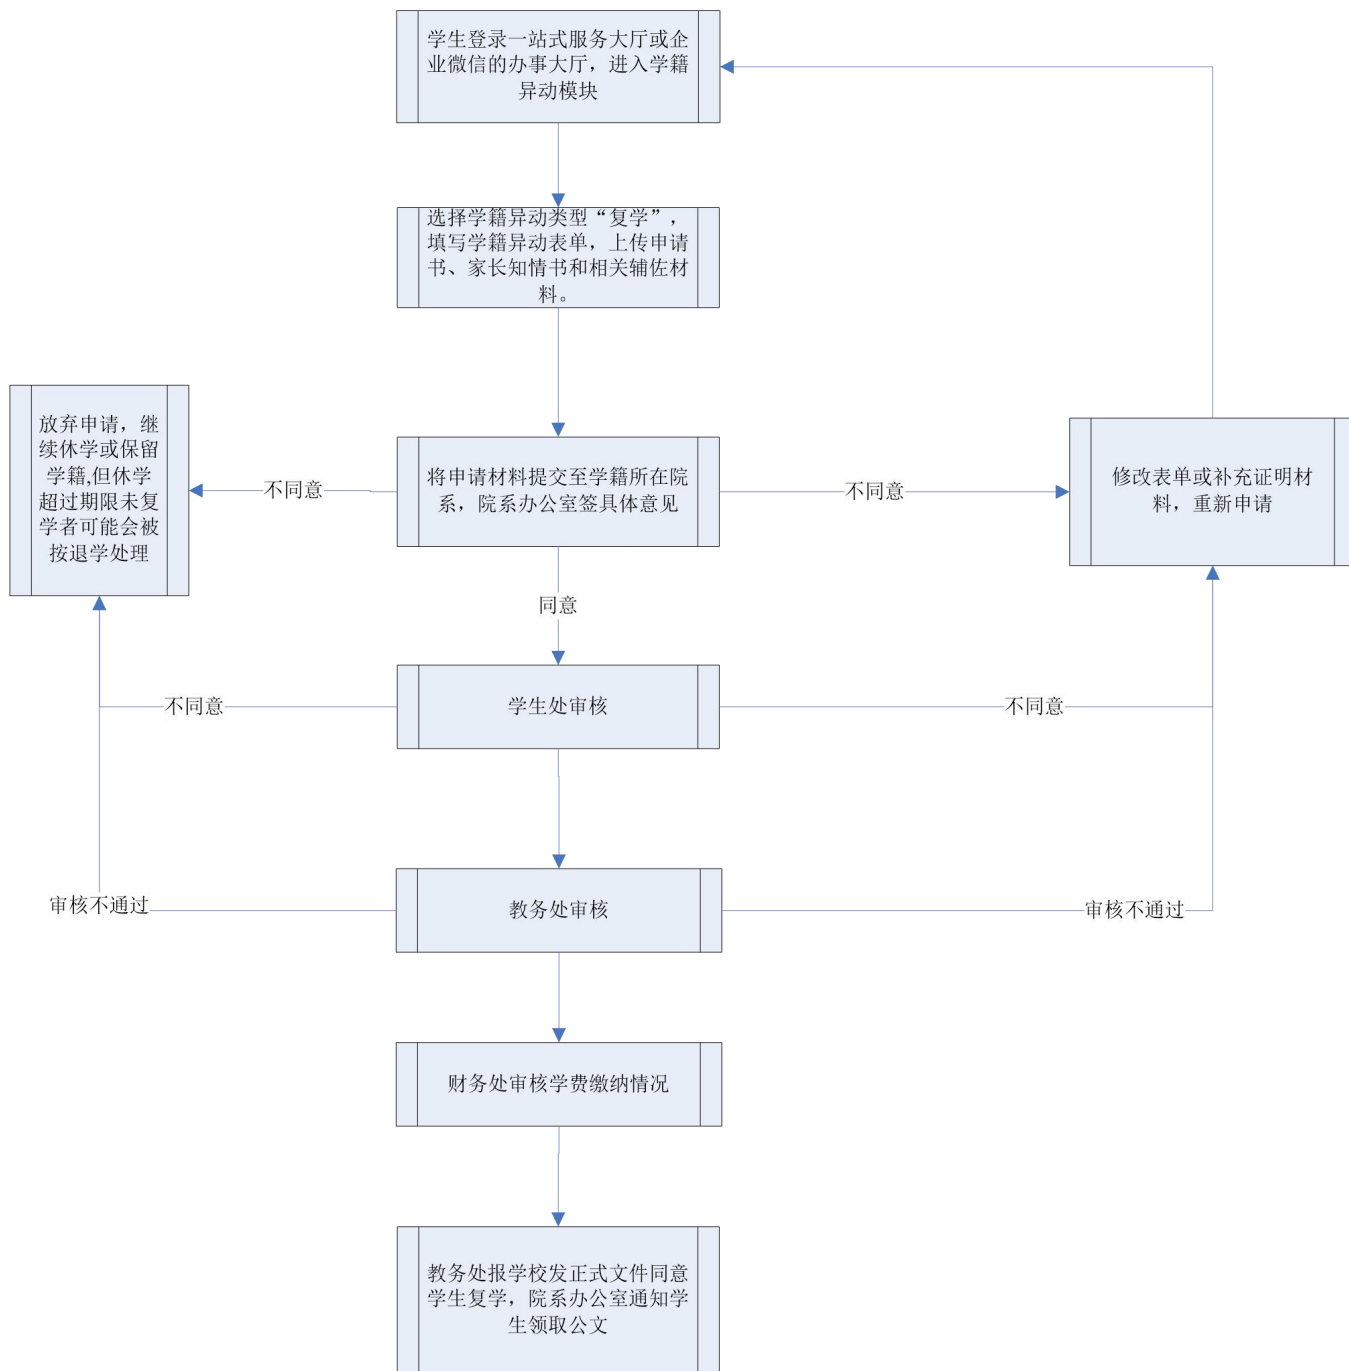 学生登录一站式服务大厅或企
业微信的办事大厅，进入学籍
异动模块
选择学籍异动类型“复学”，
填写学籍异动表单，上传申请
书、家长知情书和相关辅佐材
料。
放弃申请，继
续休学或保留
学籍,但休学
超过期限未复
学者可能会被
按退学处理
不同意
将申请材料提交至学籍所在院
系，院系办公室签具体意见
不同意
修改表单或补充证明材
料，重新申请
同意
不同意
学生处审核
不同意
审核不通过
教务处审核
审核不通过
财务处审核学费缴纳情况
教务处报学校发正式文件同意
学生复学，院系办公室通知学
生领取公文